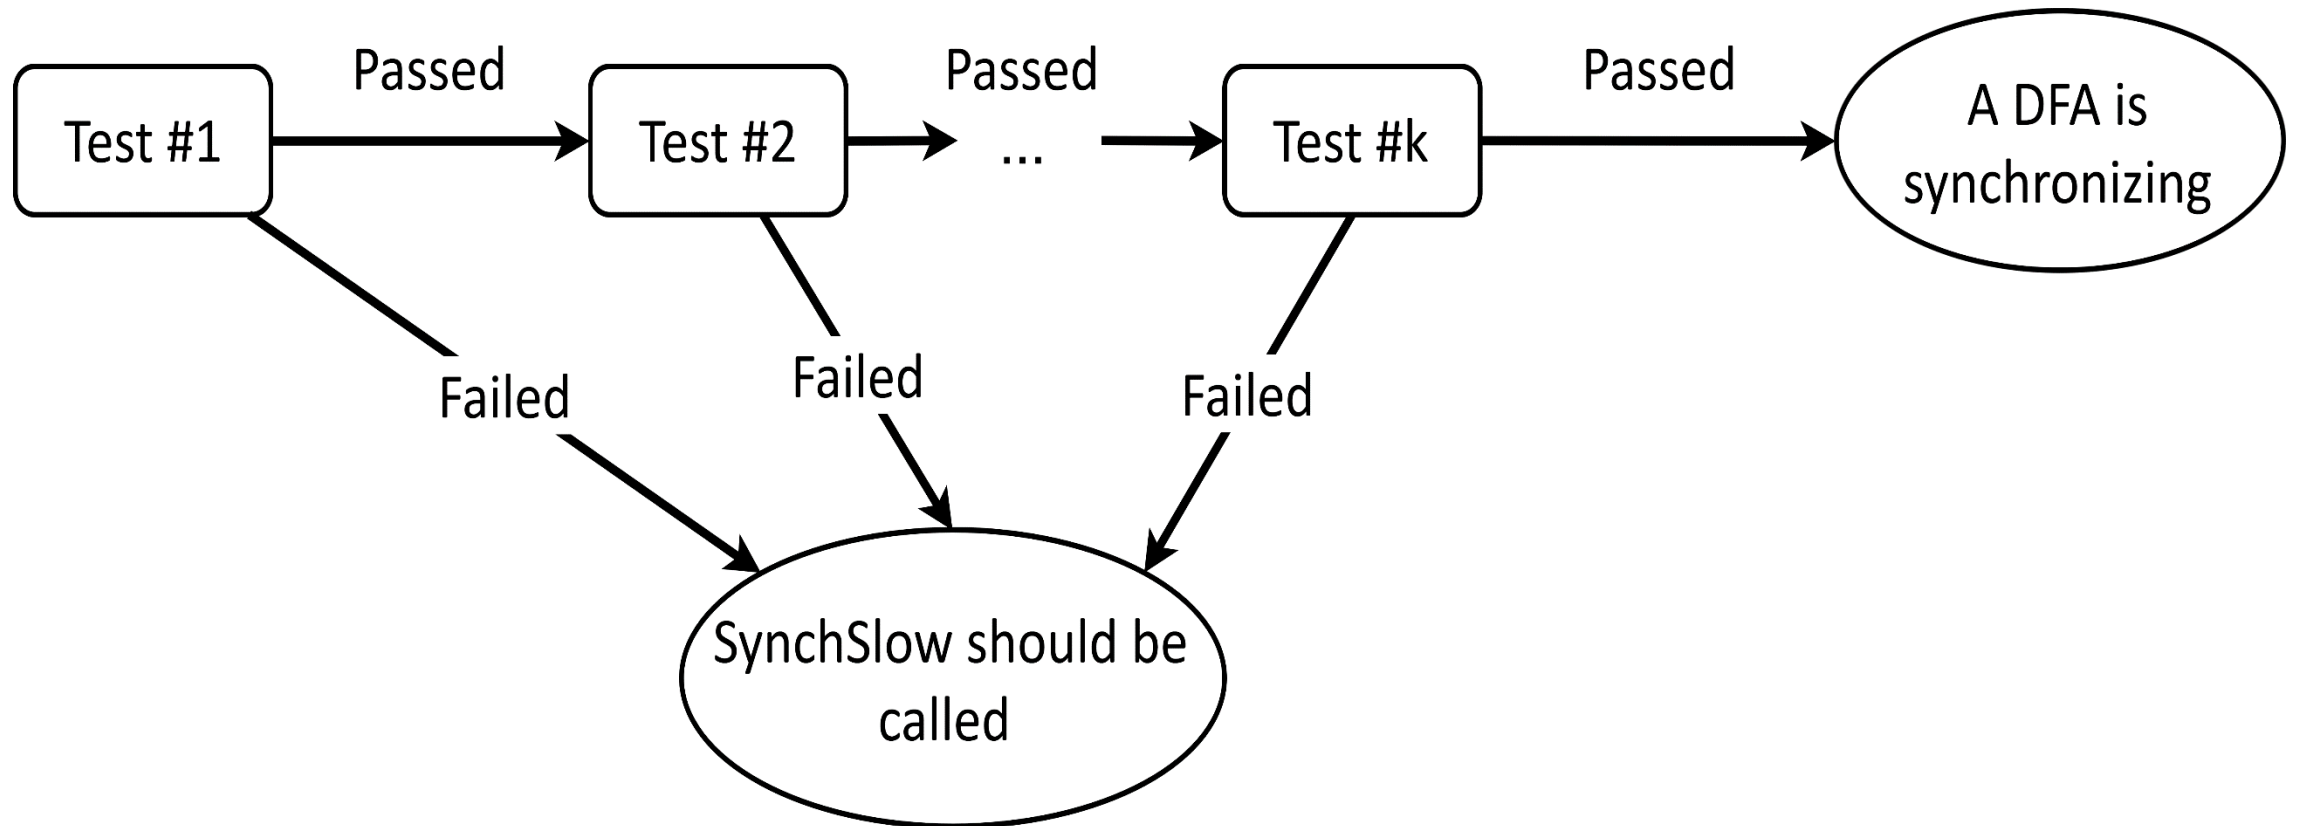 Passed
Passed
Passed
Test #1
Test #2
...
Test #k
A DFA is
synchronizing
Failed
Failed
Failed
SynchSlow should be
called